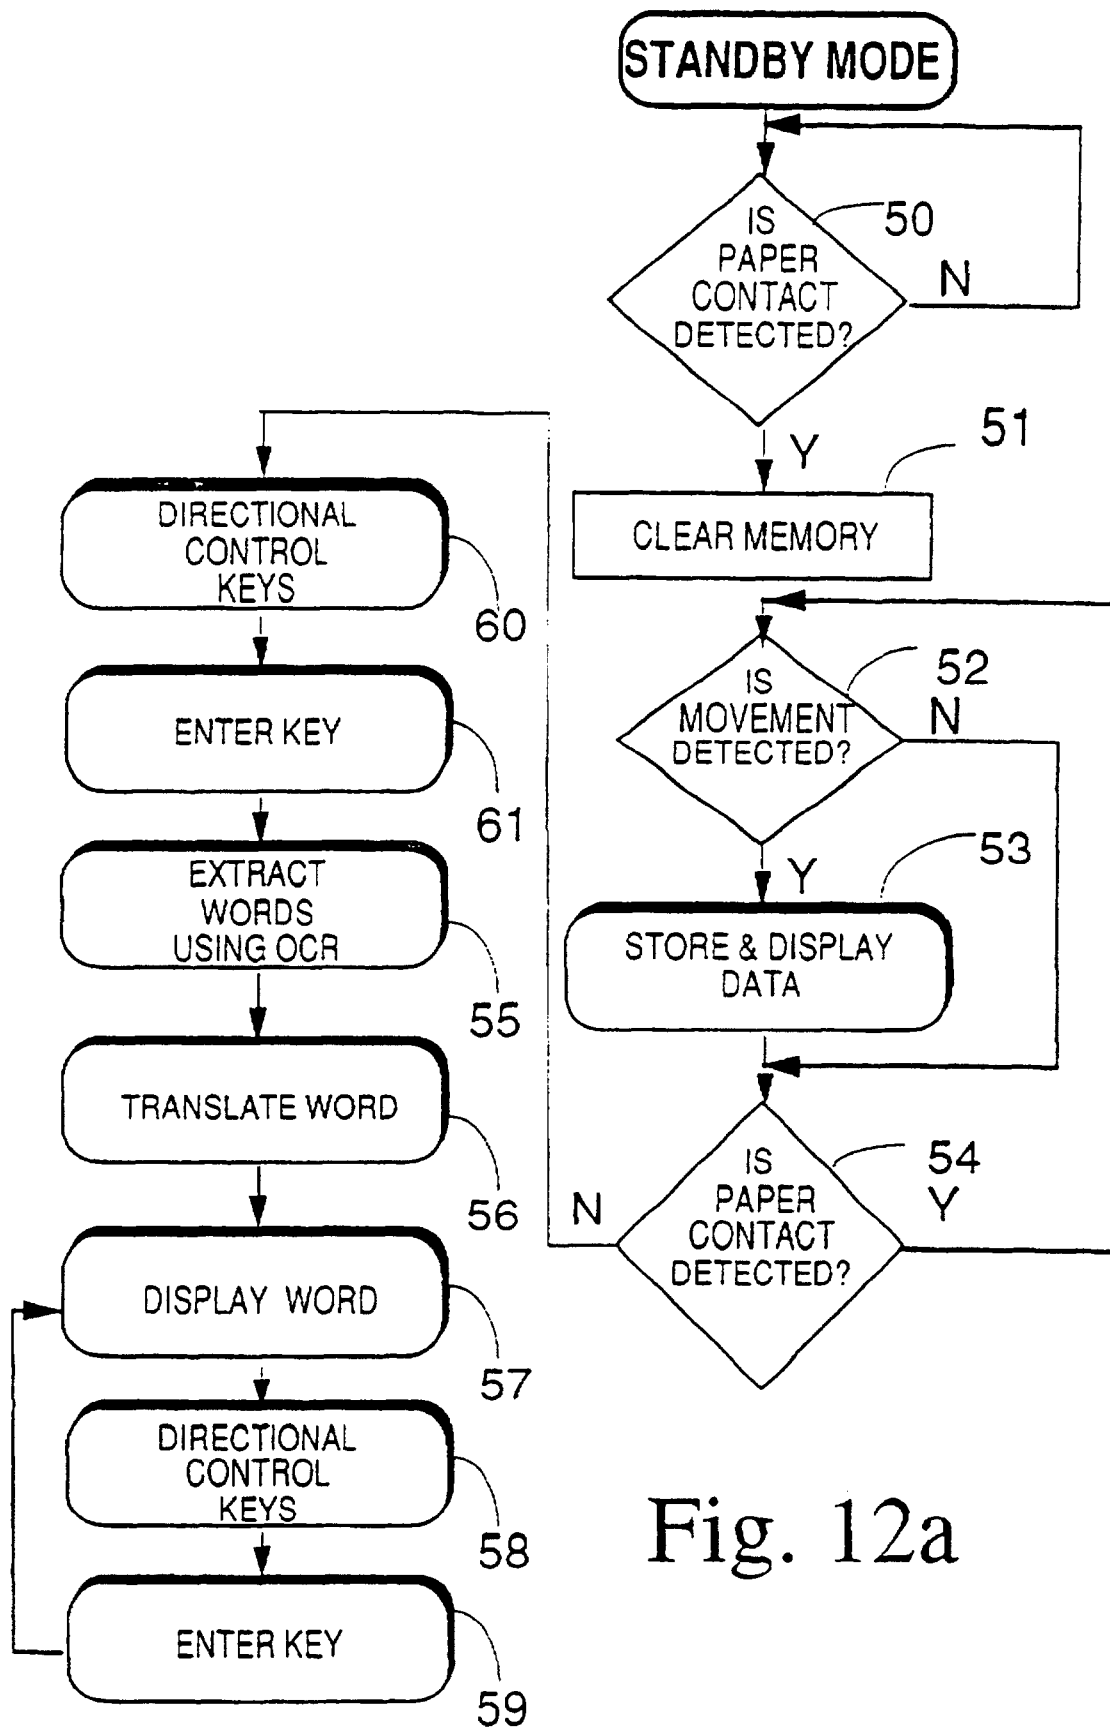 STANDBY MODE
IS
PAPER
CONTACT
DETECTED?
50
N
Y
51
CLEAR MEMORY
IS
MOVEMENT
DETECTED?
52
N
Y
53
STORE & DISPLAY
DATA
IS
PAPER
CONTACT
DETECTED?
54
Y
N
DIRECTIONAL
CONTROL
KEYS
60
ENTER KEY
61
EXTRACT
WORDS
USING OCR
55
TRANSLATE WORD
56
DISPLAY WORD
57
DIRECTIONAL
CONTROL
KEYS
58
ENTER KEY
59
Fig. 12a